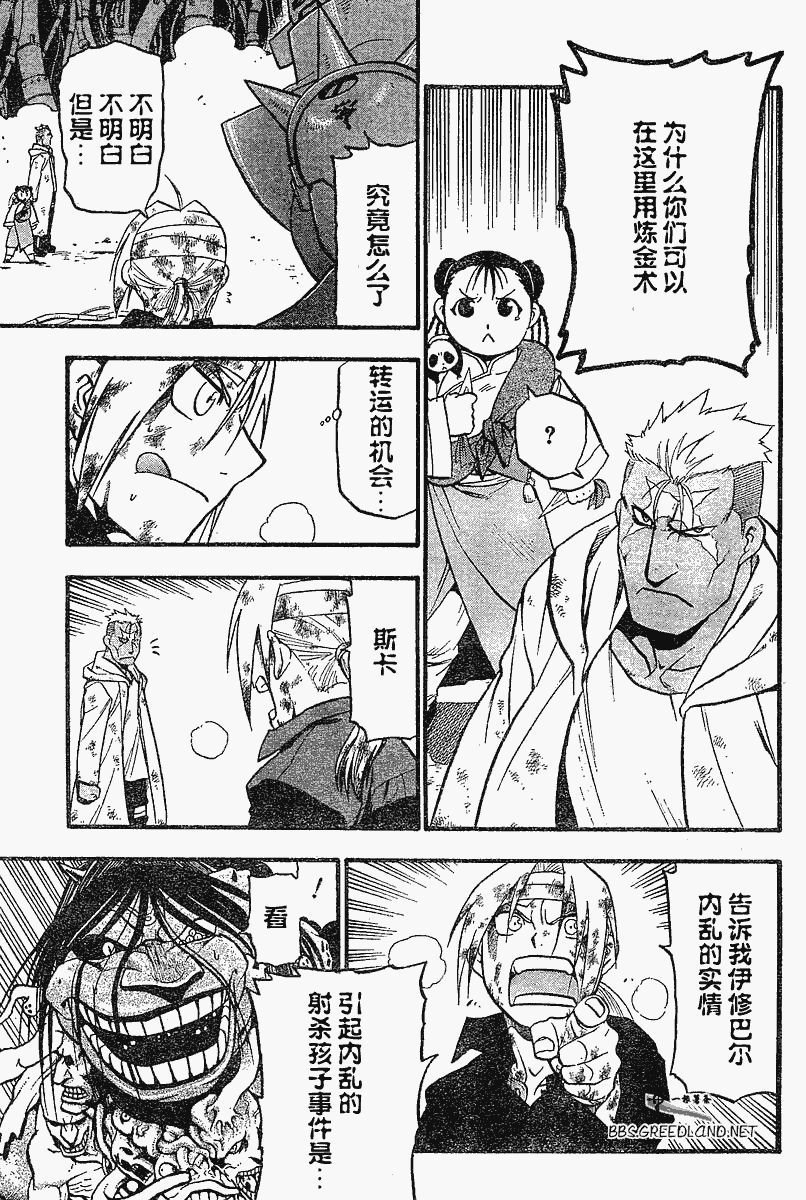 为什么你们可以
在这里用炼金术
?
究竟怎么了
不明白
不明白
但是…
转运的机会…
斯卡
告诉我伊修巴尔
内乱的实情
BBS.GREEDLAND.NET
!
看
引起内乱的
射杀孩子事件是…